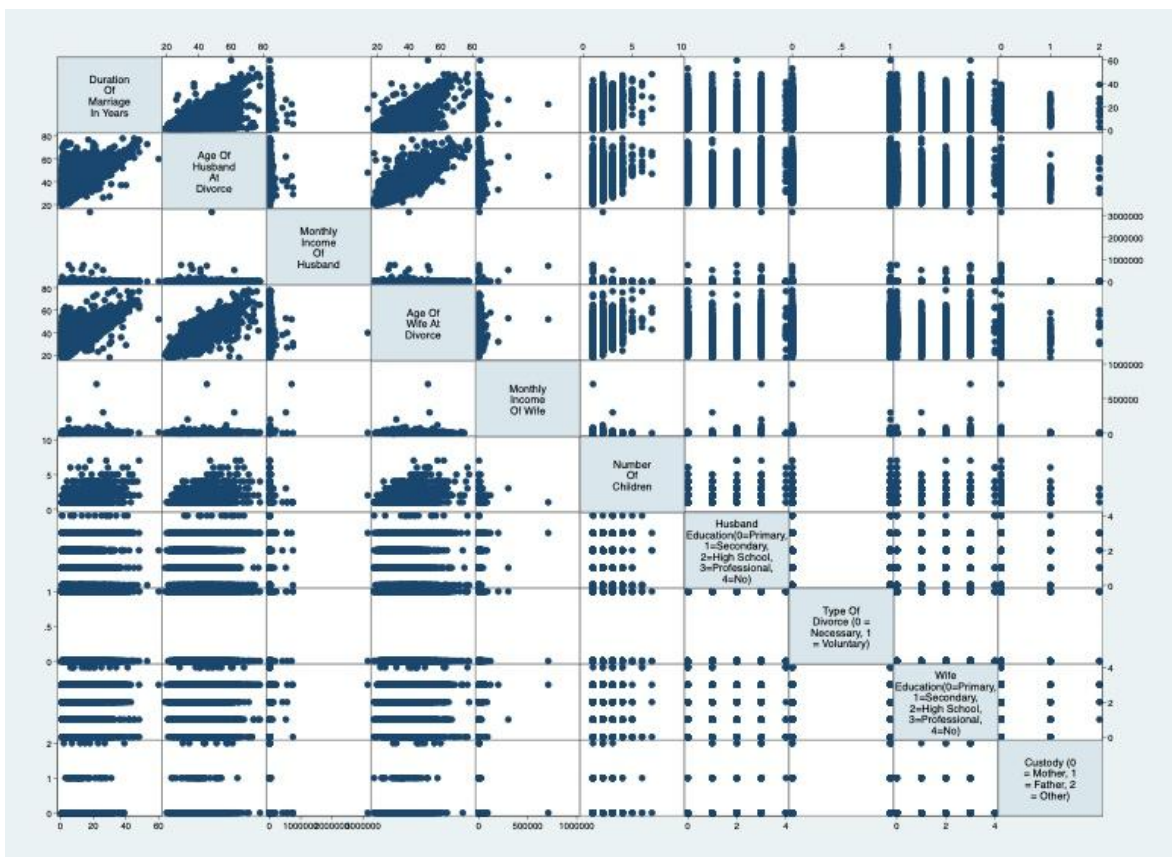 20 40 60 80 20 40 60 80 0 5 10 0 .5 1 0 1 2
Duration
Of
Marriage
In Years
60
40
20
0
80
60
40
20
Age Of
Husband
At
Divorce
Monthly
Income
Of
Husband
3000000
2000000
1000000
0
80
60
40
20
Age Of
Wife At
Divorce
Monthly
Income
Of Wife
1000000
500000
0
10
5
0
Number
Of
Children
Husband
Education(0=Primary,
1=Secondary,
2=High School,
3=Professional,
4=No)
4
2
0
1
.5
0
Type Of
Divorce (0 =
Necessary, 1
= Voluntary)
Wife
Education(0=Primary,
1=Secondary,
2=High School,
3=Professional,
4=No)
4
2
0
2
1
0
Custody (0
= Mother, 1
= Father, 2
= Other)
0 20 40 60 0 1000000 2000000 3000000 0 500000 1000000 0 2 4 0 2 4